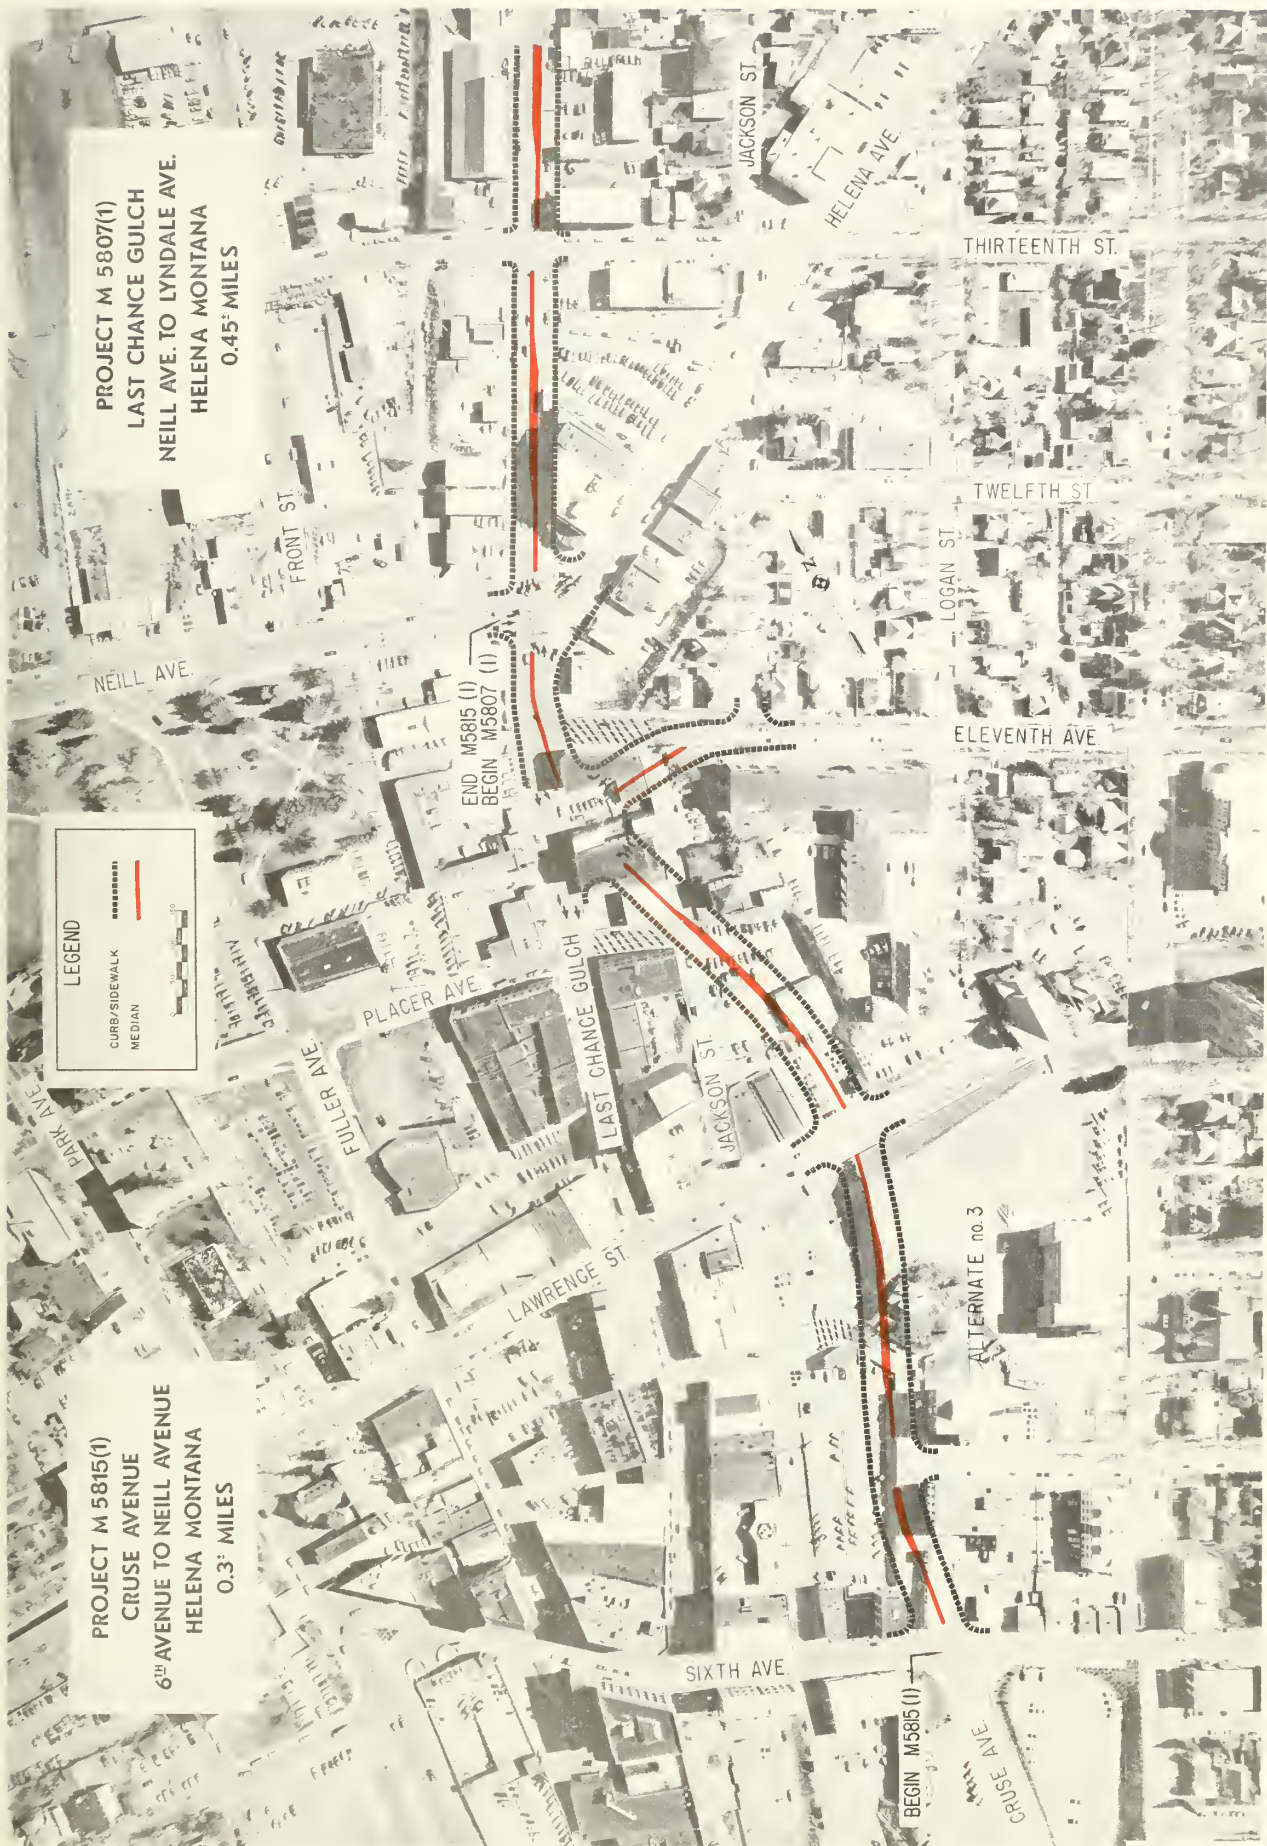 PROJECT M 5815(1)
CRUSE AVENUE
6TH AVENUE TO NEILL AVENUE
HELENA MONTANA
0.3± MILES
LEGEND
CURB/SIDEWALK
MEDIAN
PROJECT M 5807(1)
LAST CHANCE GULCH
NEILL AVE. TO LYNDALE AVE.
HELENA MONTANA
0.45± MILES
PARK AVE.
NEILL AVE.
FRONT ST.
FULLER AVE.
PLACER AVE.
END M5815 (1)
BEGIN M5807 (1)
LAWRENCE ST.
LAST CHANCE GULCH
JACKSON ST.
JACKSON ST.
HELENA AVE.
SIXTH AVE.
BEGIN M5815 (1)
CRUSE AVE.
ALTERNATE no.3
ELEVENTH AVE.
LOGAN ST.
TWELFTH ST.
THIRTEENTH ST.
N